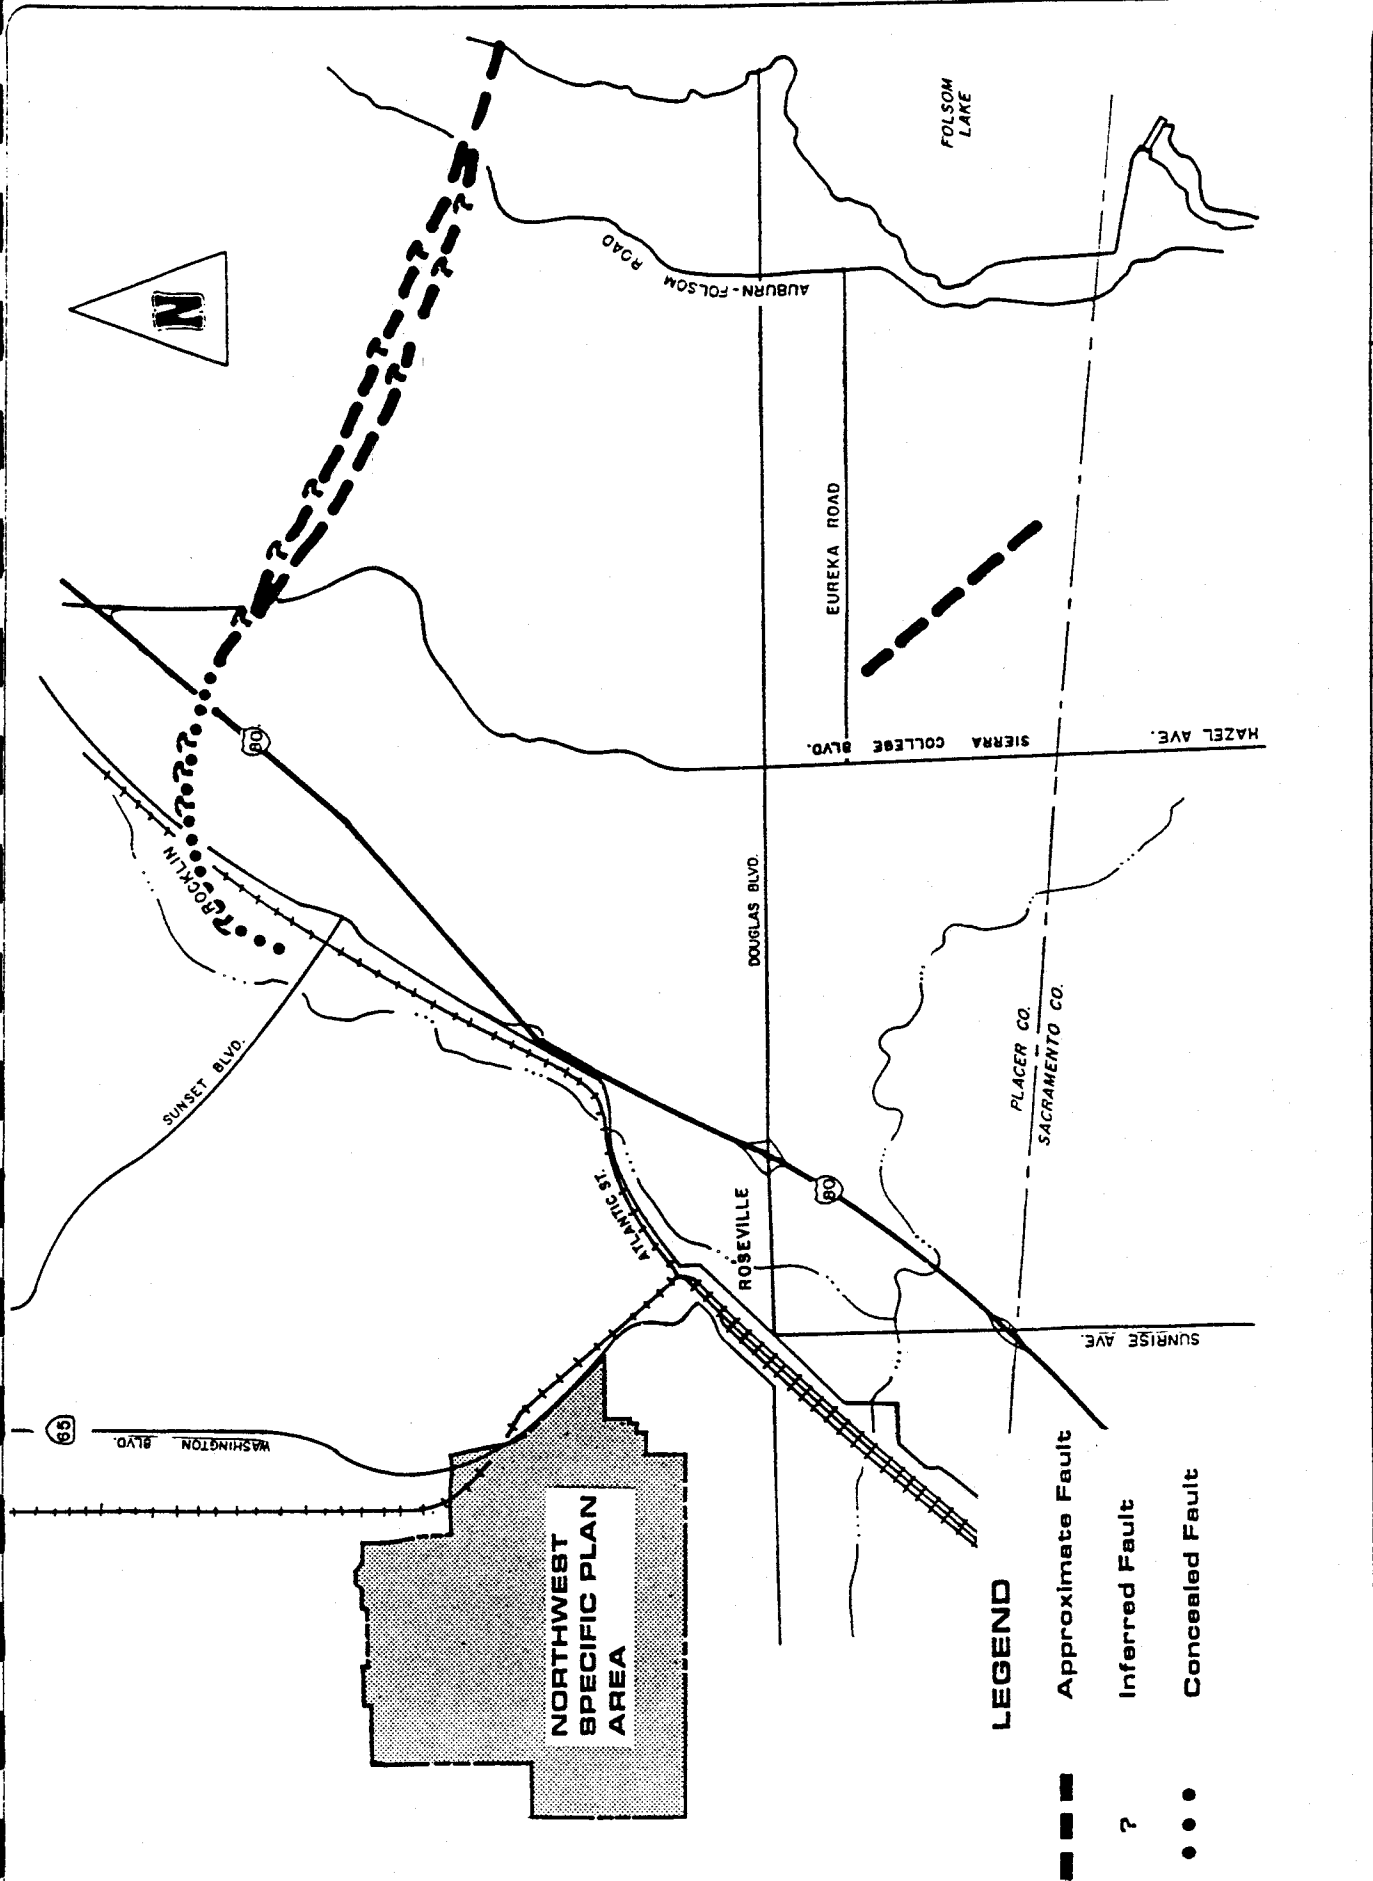 N
FOLSOM
LAKE
AUBURN-FOLSOM
ROAD
EUREKA ROAD
SIERRA COLLEGE BLVD.
HAZEL AVE.
DOUGLAS BLVD.
80
ROCKLIN
SUNSET BLVD.
PLACER CO.
SACRAMENTO CO.
ATLANTIC ST.
ROSEVILLE
80
SUNRISE AVE.
65
WASHINGTON BLVD.
NORTHWEST
SPECIFIC PLAN
AREA
LEGEND
Approximate Fault
? Inferred Fault
Concealed Fault